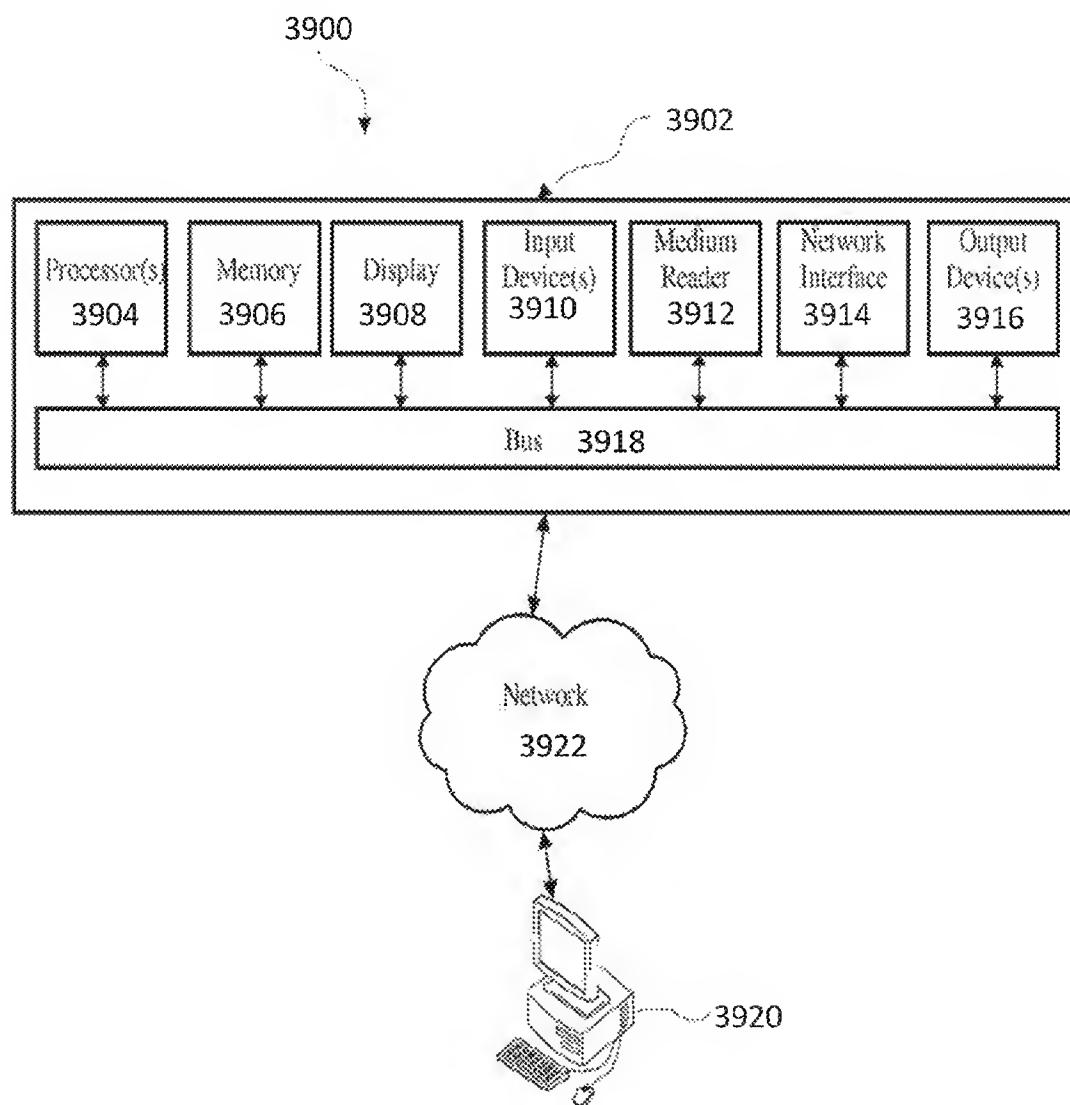 3900
3902
Processor(s)
3904
Memory
3906
Display
3908
Input
Device(s)
3910
Medium
Reader
3912
Network
Interface
3914
Output
Device(s)
3916
Bus 3918
Network
3922
3920